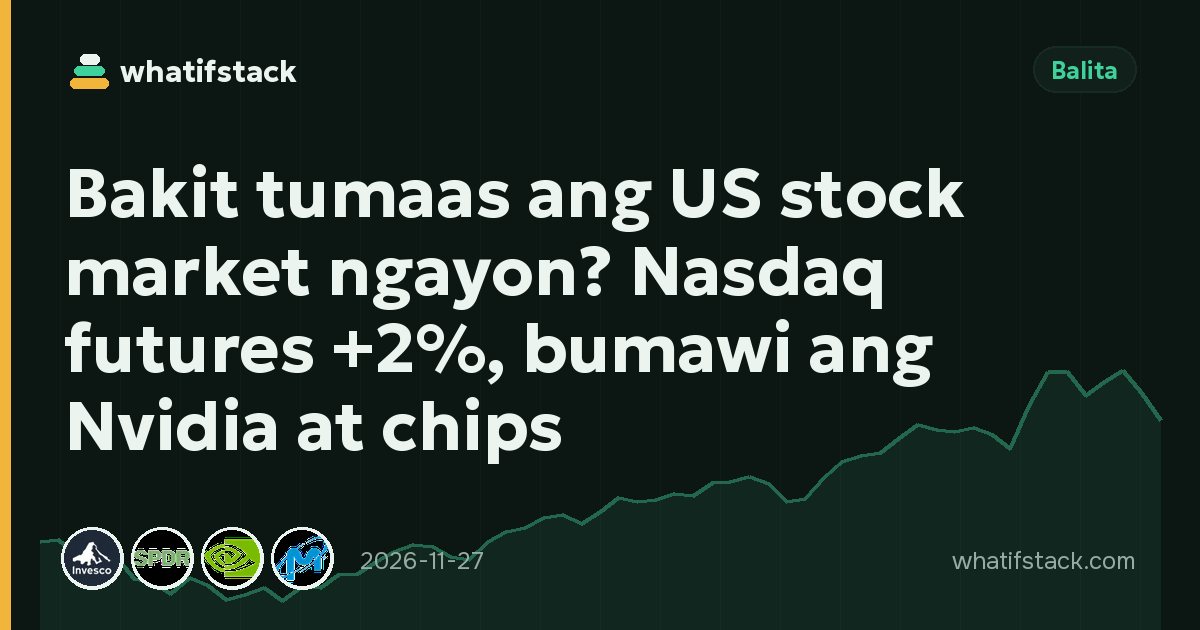 whatifstack
Balita
Bakit tumaas ang US stock
market ngayon? Nasdaq
futures +2%, bumawi ang
Nvidia at chips
Invesco
SPDR
2026-11-27
whatifstack.com